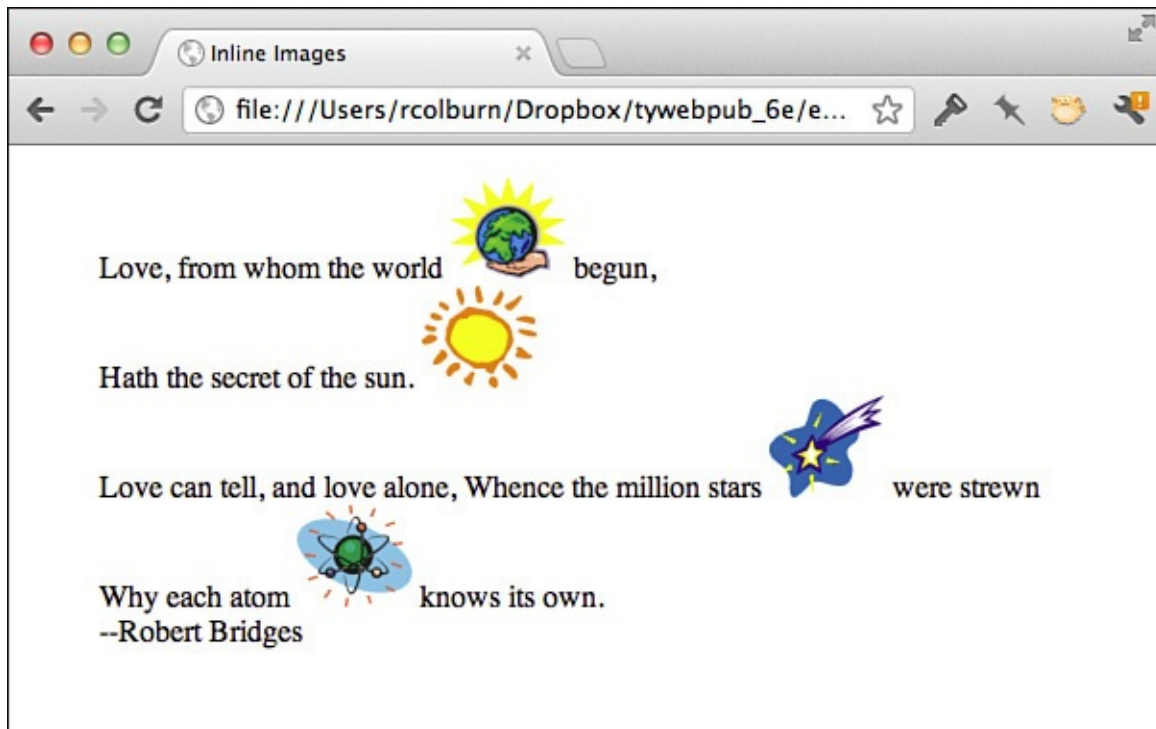 Inline Images
file:///Users/rcolburn/Dropbox/tywebpub_6e/e...
Love, from whom the world begun,
Hath the secret of the sun.
Love can tell, and love alone, Whence the million stars were strewn
Why each atom knows its own.
--Robert Bridges